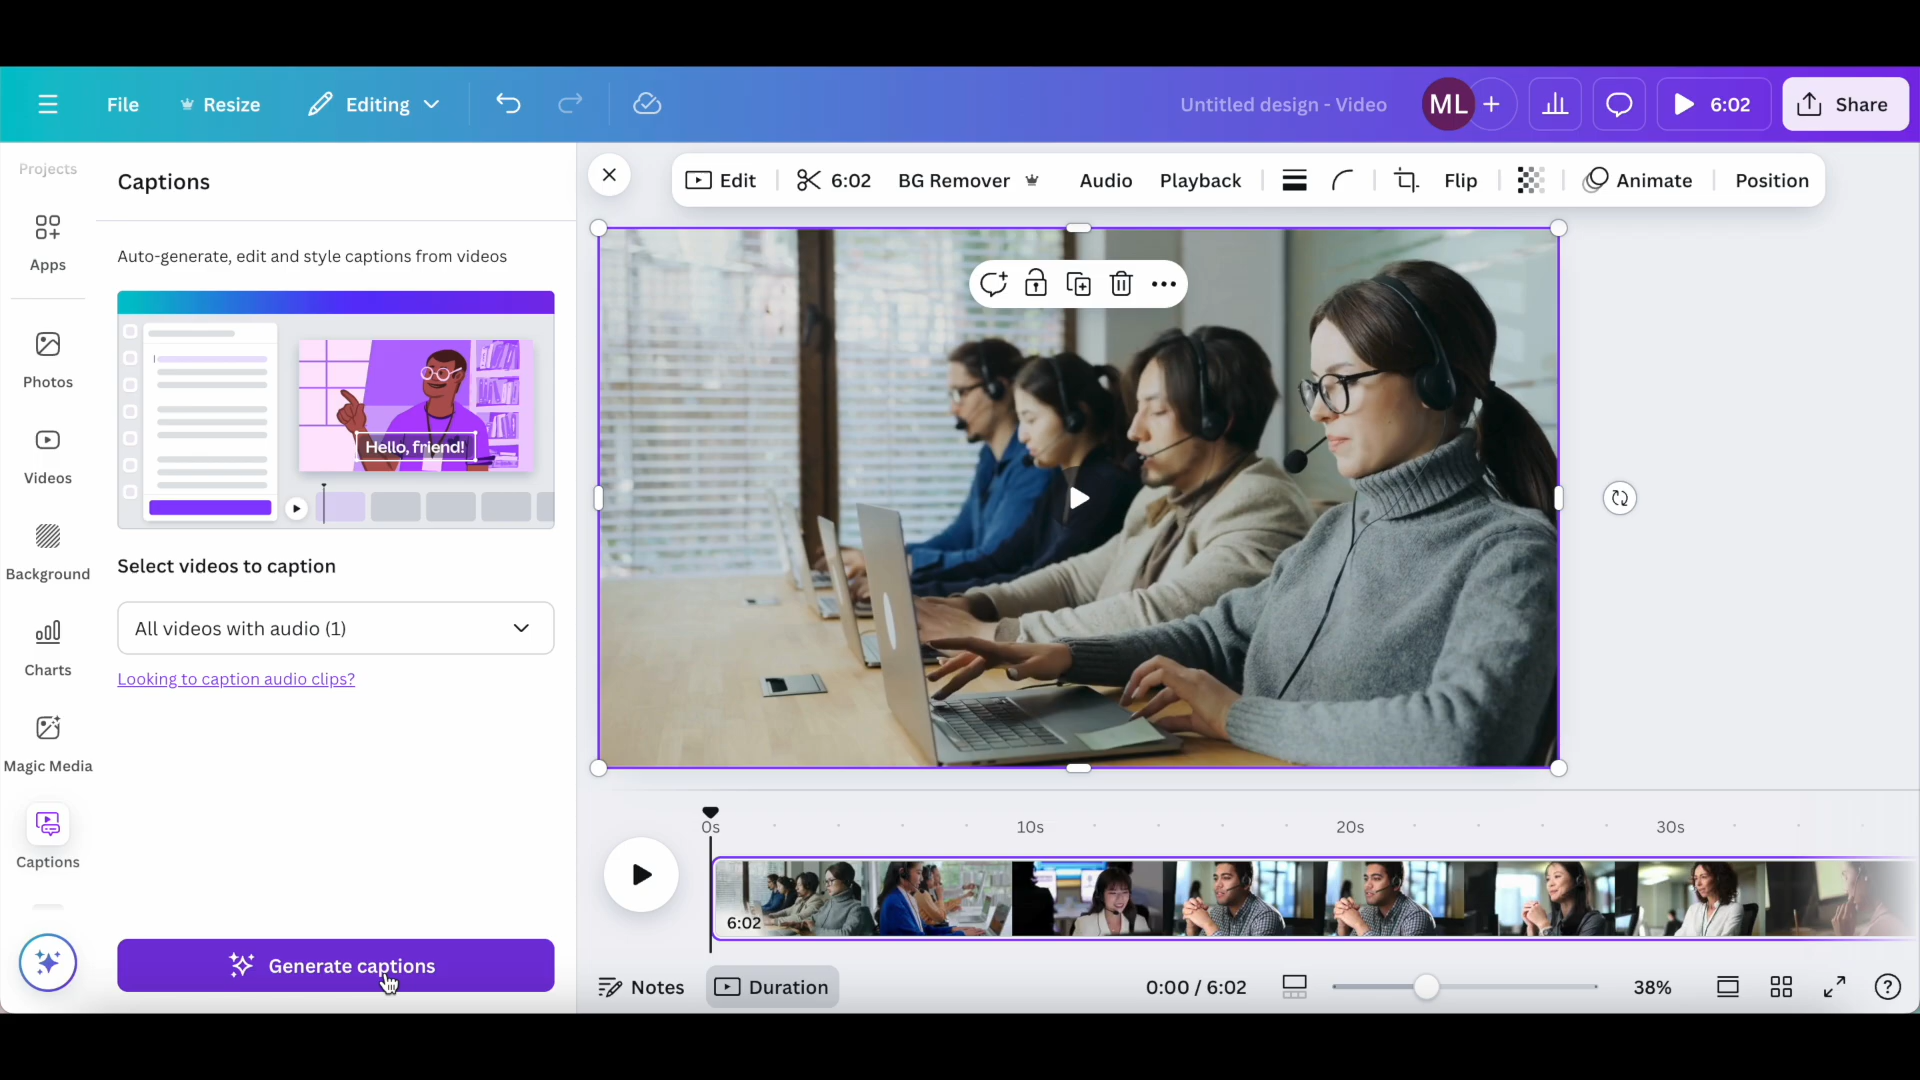 File
Resize
Editing
Untitled design - Video
ML
6:02
Share
Projects
Apps
Photos
Videos
Background
Charts
Magic Media
Captions
Captions
Auto-generate, edit and style captions from videos
Hello, friend!
Select videos to caption
All videos with audio (1)
Looking to caption audio clips?
Generate captions
Edit
6:02
BG Remover
Audio
Playback
Flip
Animate
Position
0s
10s
20s
30s
6:02
Notes
Duration
0:00 / 6:02
38%